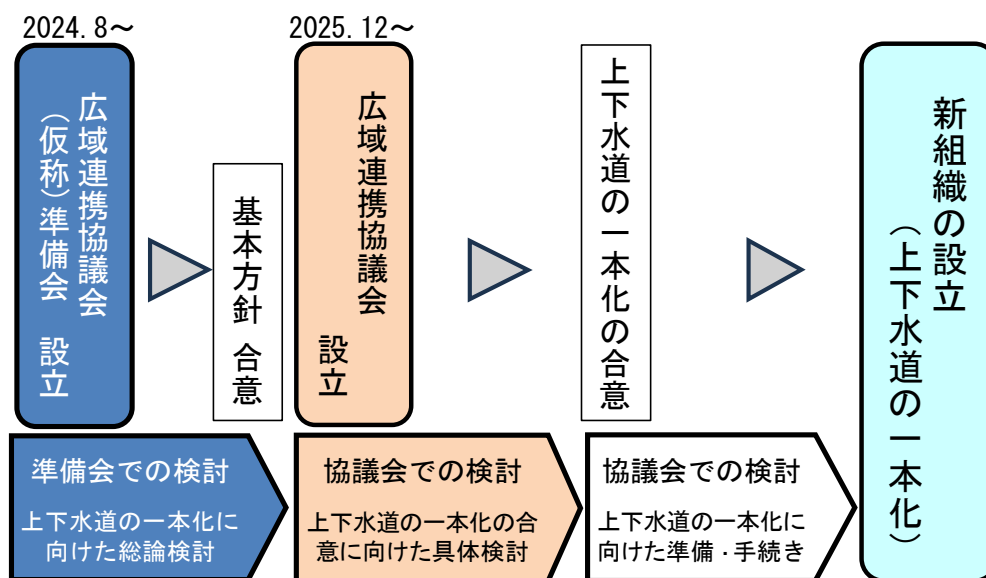 2024.8～
2025.12～
広域連携協議会
（仮称）準備会　設立
基本方針 合意
広域連携協議会
設立
上下水道の一本化の合意
新組織の設立
（上下水道の一本化）
準備会での検討
上下水道の一本化に
向けた総論検討
協議会での検討
上下水道の一本化の合
意に向けた具体検討
協議会での検討
上下水道の一本化に
向けた準備・手続き